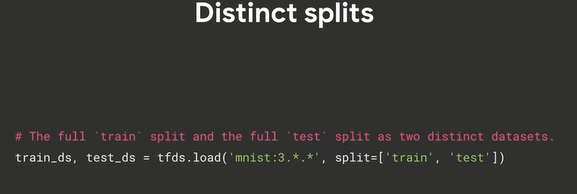 Distinct splits
# The full `train` split and the full `test` split as two distinct datasets.
train_ds, test_ds = tfds.load('mnist:3.*.*', split=['train', 'test'])